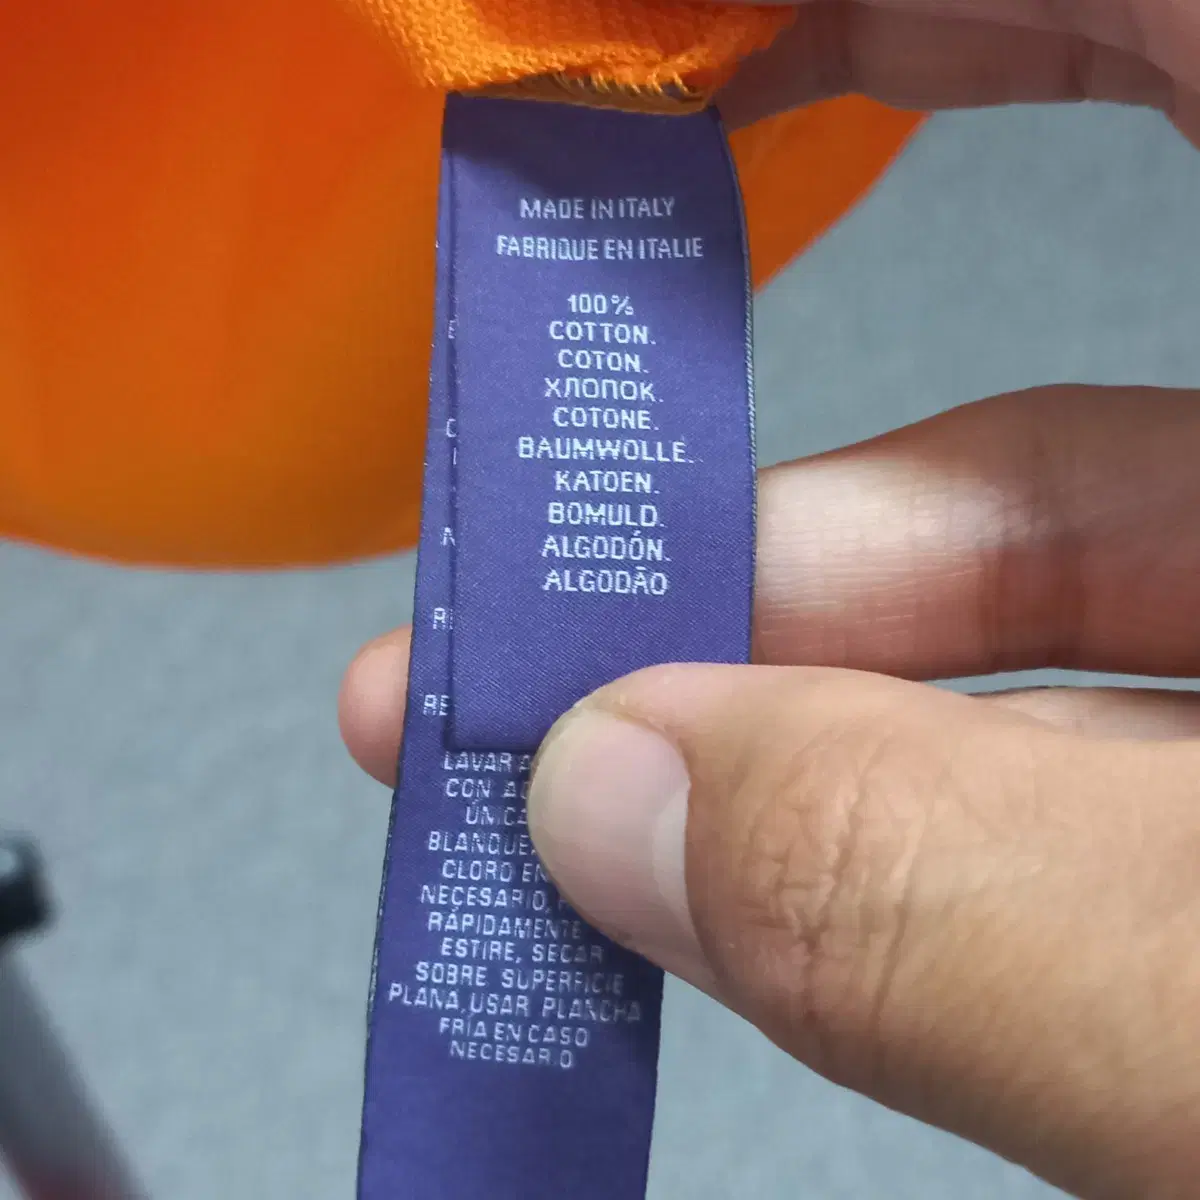 MADE IN ITALY
FABRIQUE EN ITALIE
100%
COTTON.
COTON.
ХЛОПОК.
COTONE.
BAUMWOLLE.
KATOEN.
BOMULD.
ALGODÓN.
ALGODÃO
LAVAR
CON
BLANQUE
CLORO EN
NECESARIO,
RÁPIDAMENTE
ESTIRE, SECAR
SOBRE SUPERFICIE
PLANA, USAR PLANCHA
FRÍA EN CASO
NECESARIO